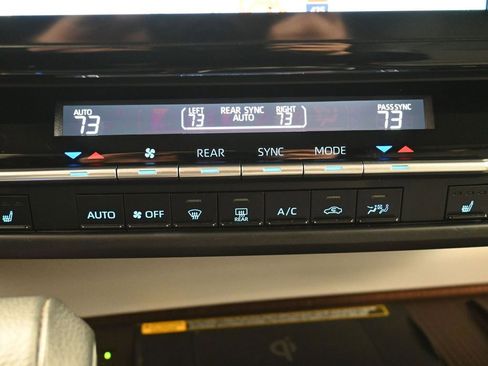 AUTO LEFT REAR SYNC RIGHT PASS SYNC
73 73 AUTO 73 73
REAR SYNC MODE
AUTO OFF REAR A/C